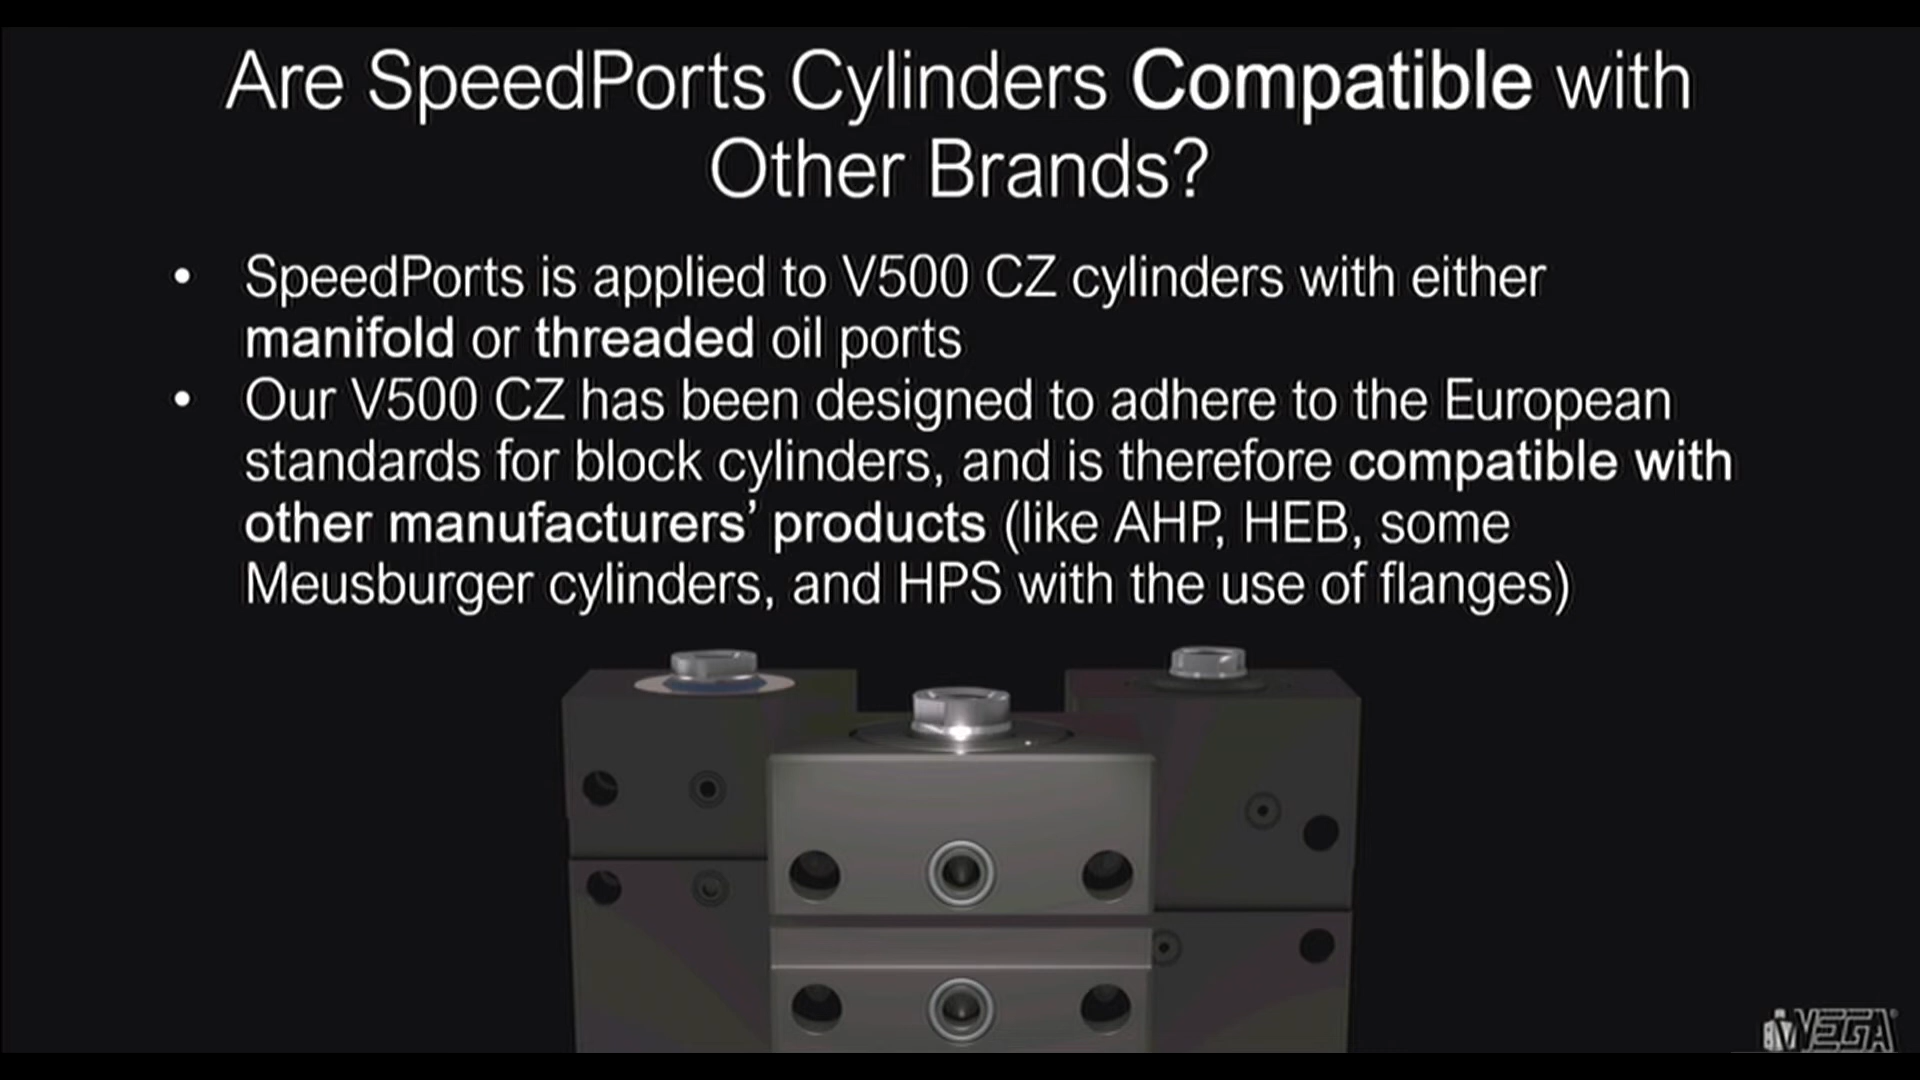 Are SpeedPorts Cylinders Compatible with
Other Brands?
• SpeedPorts is applied to V500 CZ cylinders with either
manifold or threaded oil ports
• Our V500 CZ has been designed to adhere to the European
standards for block cylinders, and is therefore compatible with
other manufacturers’ products (like AHP, HEB, some
Meusburger cylinders, and HPS with the use of flanges)
VEGA®